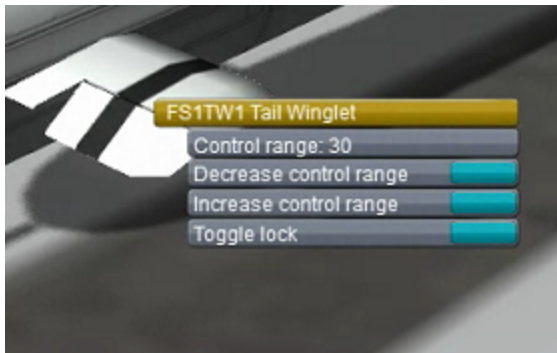 FS1TW1 Tail Winglet
Control range: 30
Decrease control range
Increase control range
Toggle lock